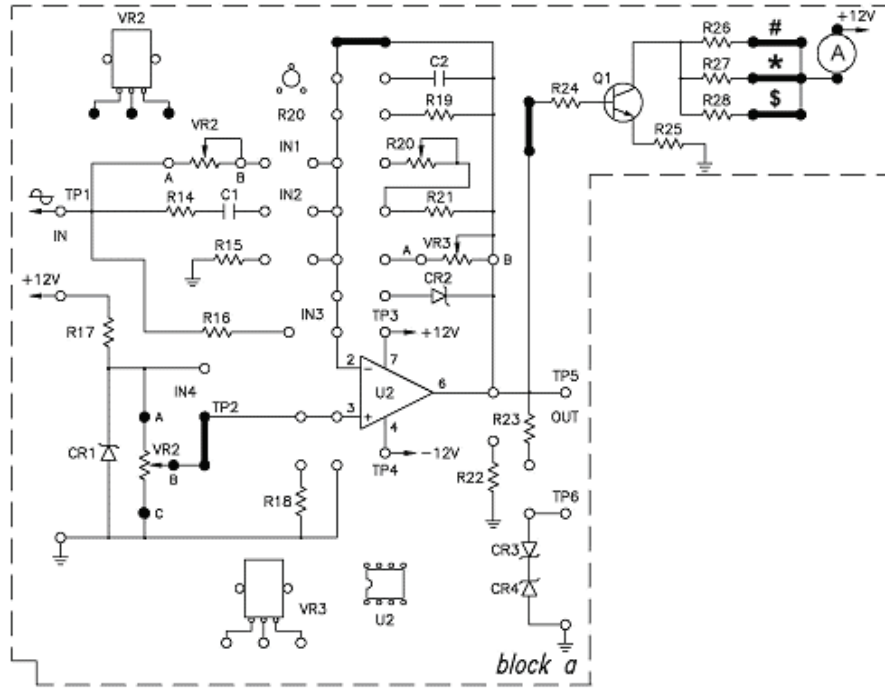 VR2
R20
VR2
A
B
IN1
TP1
IN
R14
C1
IN2
R15
+12V
R17
R16
IN3
IN4
TP2
A
VR2
B
C
CR1
R18
C2
R19
R20
R21
A
VR3
B
CR2
TP3
+12V
2
7
−
U2
6
3
+
4
TP4
−12V
R24
Q1
R25
R26
R27
R28
#
*
$
+12V
A
TP5
OUT
R23
R22
TP6
CR3
CR4
VR3
U2
block a